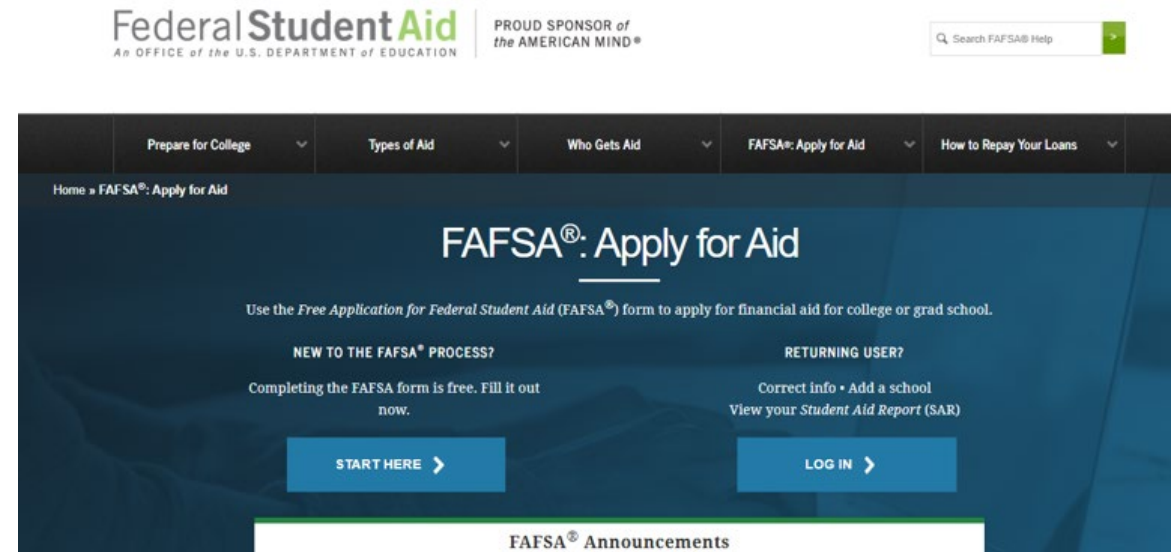 Federal Student Aid
An OFFICE of the U.S. DEPARTMENT of EDUCATION
PROUD SPONSOR of
the AMERICAN MIND®
Search FAFSA® Help
>
Prepare for College
Types of Aid
Who Gets Aid
FAFSA®: Apply for Aid
How to Repay Your Loans
Home » FAFSA®: Apply for Aid
FAFSA®: Apply for Aid
Use the Free Application for Federal Student Aid (FAFSA®) form to apply for financial aid for college or grad school.
NEW TO THE FAFSA® PROCESS?
Completing the FAFSA form is free. Fill it out
now.
START HERE
RETURNING USER?
Correct info • Add a school
View your Student Aid Report (SAR)
LOG IN
FAFSA® Announcements